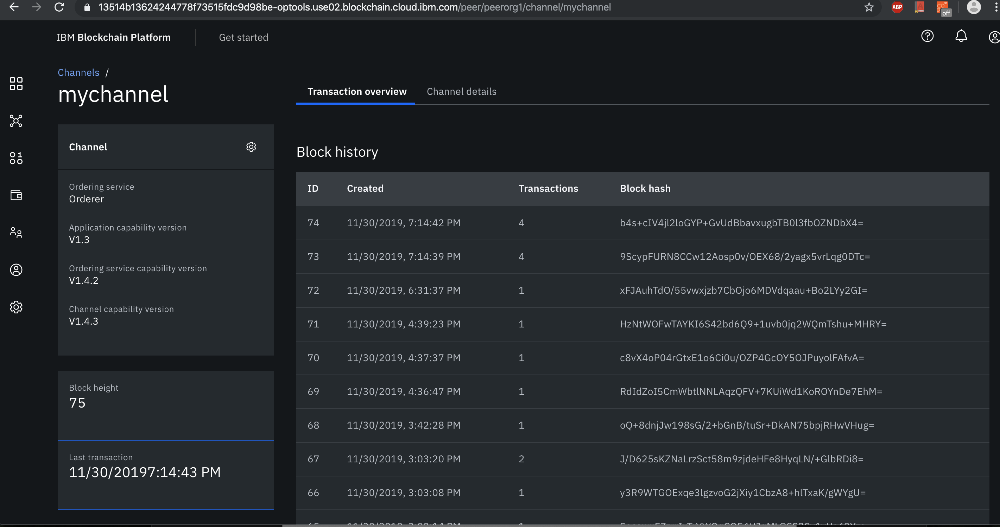 13514b13624244778f73515fdc9d98be-optools.use02.blockchain.cloud.ibm.com/peer/peerorg1/channel/mychannel
ABP
off
IBM Blockchain Platform
Get started
Channels /
mychannel
Transaction overview
Channel details
Channel
Ordering service
Orderer
Application capability version
V1.3
Ordering service capability version
V1.4.2
Channel capability version
V1.4.3
Block height
75
Last transaction
11/30/20197:14:43 PM
Block history
ID Created Transactions Block hash
74 11/30/2019, 7:14:42 PM 4 b4s+cIV4jl2loGYP+GvUdBbavxugbTB0l3fbOZNDbX4=
73 11/30/2019, 7:14:39 PM 4 9ScypFURN8CCw12Aosp0v/OEX68/2yagx5vrLqg0DTc=
72 11/30/2019, 6:31:37 PM 1 xFJAuhTdO/55vwxjzb7CbOjo6MDVdqaau+Bo2LYy2GI=
71 11/30/2019, 4:39:23 PM 1 HzNtWOFwTAYKI6S42bd6Q9+1uvb0jq2WQmTshu+MHRY=
70 11/30/2019, 4:37:37 PM 1 c8vX4oP04rGtxE1o6Ci0u/OZP4GcOY5OJPuyolFAfvA=
69 11/30/2019, 4:36:47 PM 1 RdIdZoI5CmWbtlNNLAqzQFV+7KUiWd1KoROYnDe7EhM=
68 11/30/2019, 3:42:28 PM 1 oQ+8dnjJw198sG/2+bGnB/tuSr+DkAN75bpjRHwVHug=
67 11/30/2019, 3:03:20 PM 2 J/D625sKZNaLrzSct58m9zjdeHFe8HyqLN/+GlbRDi8=
66 11/30/2019, 3:03:08 PM 1 y3R9WTGOExqe3lgzvoG2jXiy1CbzA8+hlTxaK/gWYgU=